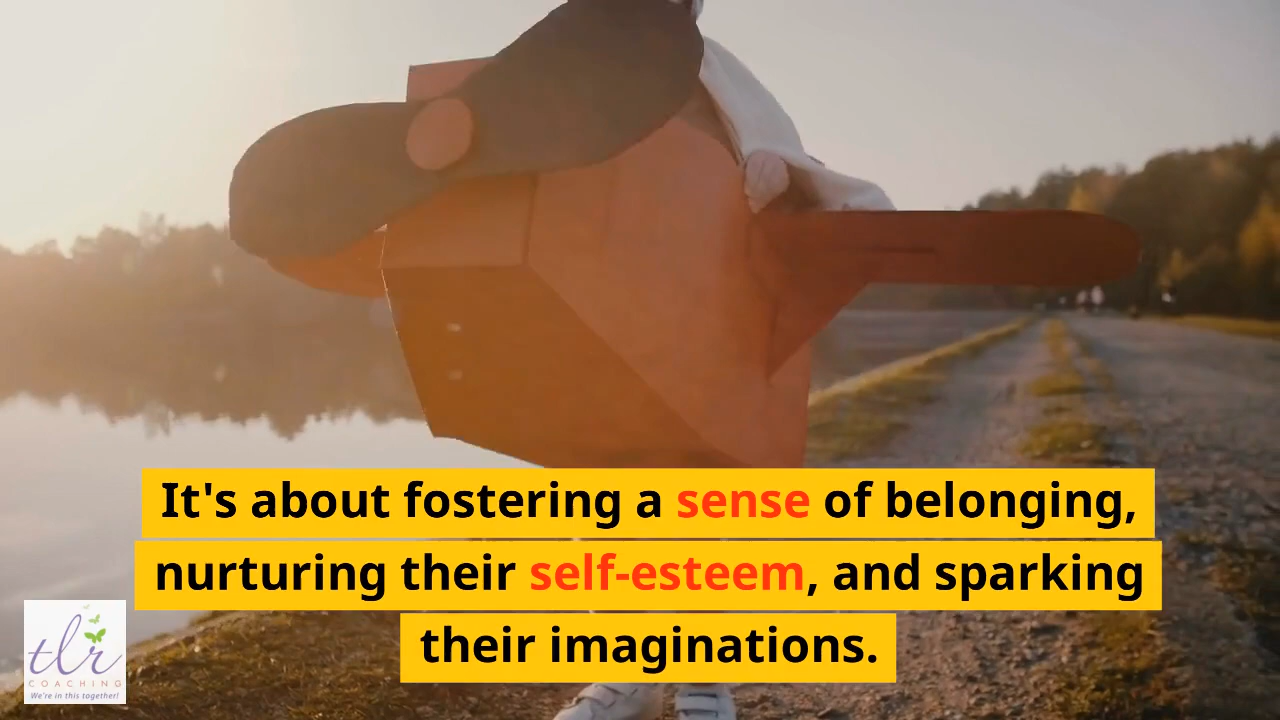 It's about fostering a sense of belonging,
nurturing their self-esteem, and sparking
their imaginations.
tlr
COACHING
We're in this together!